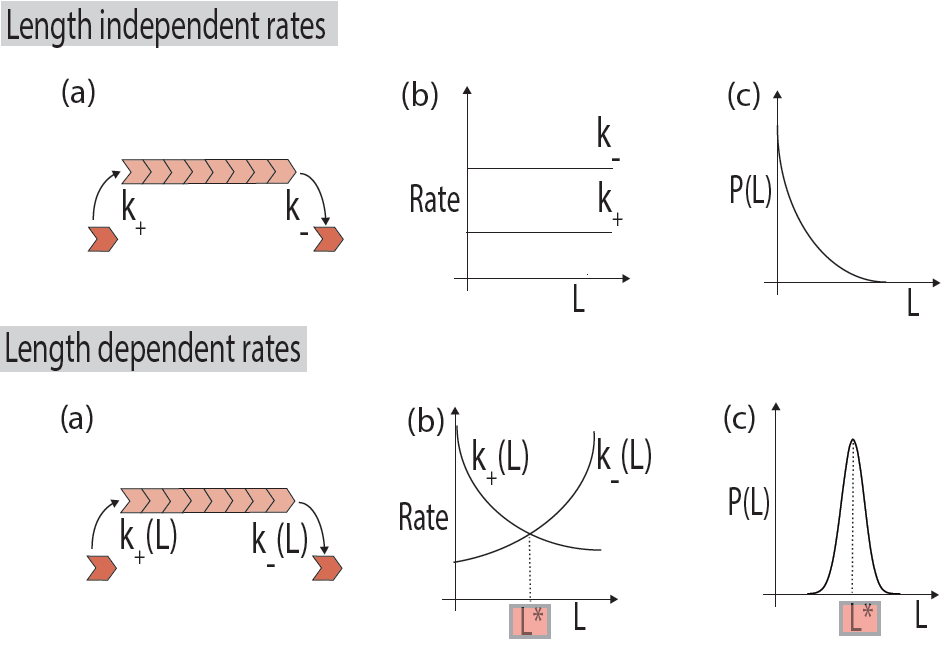 Length independent rates
(a)
k+
k-
(b)
Rate
k-
k+
L
(c)
P(L)
L
Length dependent rates
(a)
k+(L)
k-(L)
(b)
Rate
k+(L)
k-(L)
L*
L
(c)
P(L)
L*
L